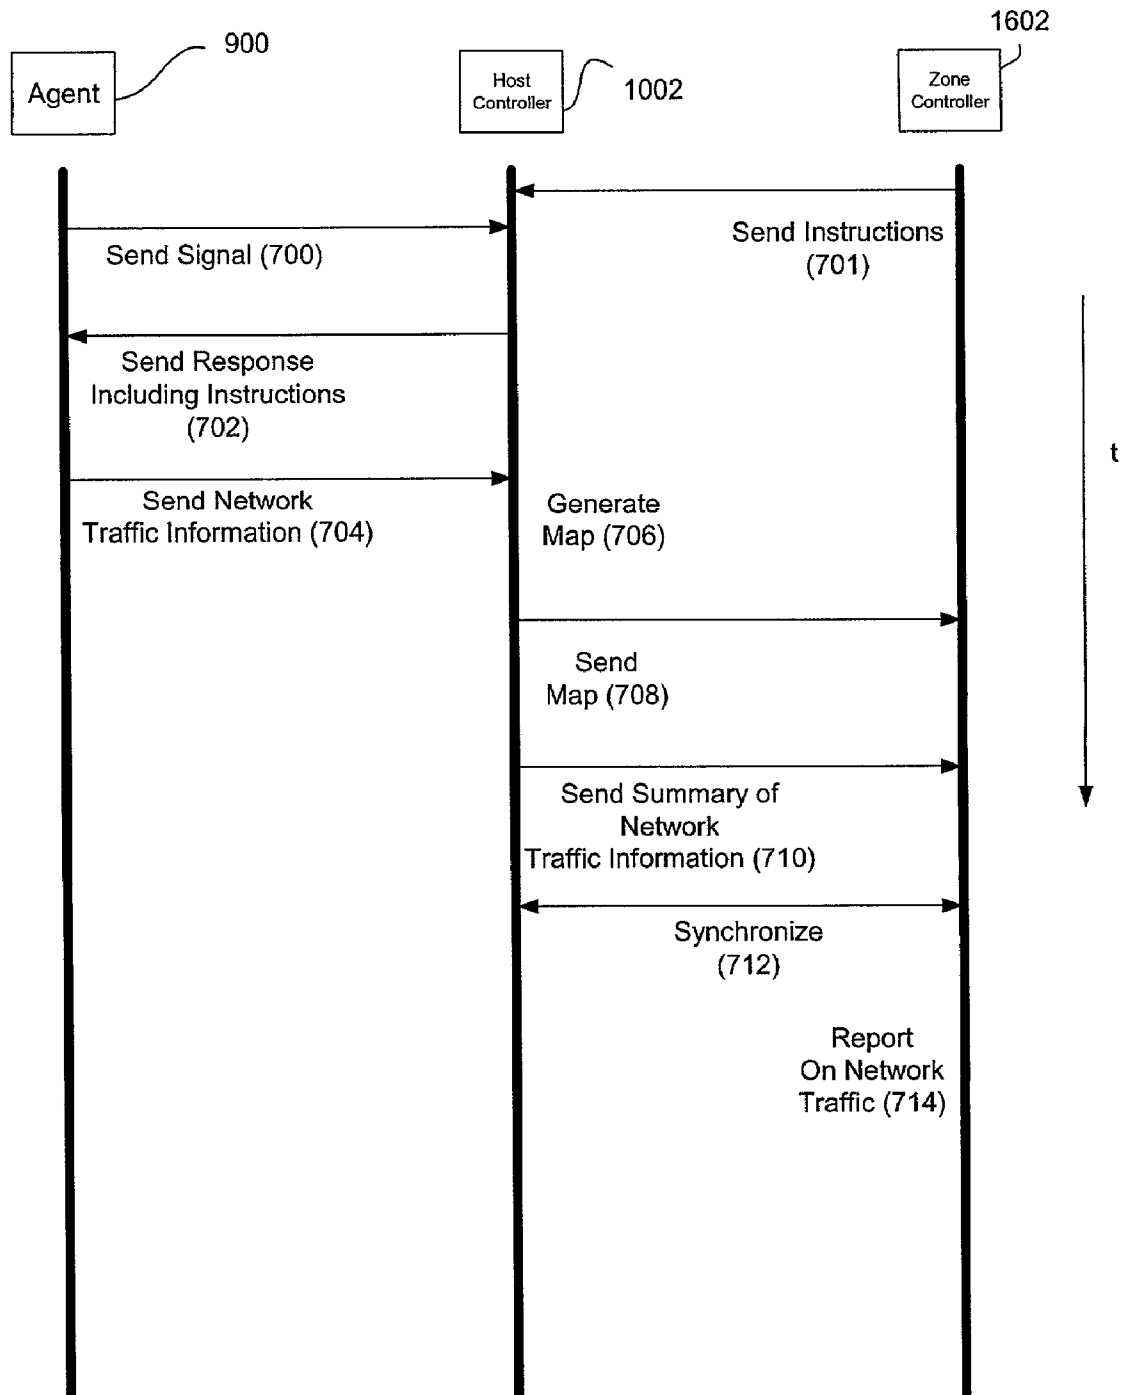 1602
900
Agent
Host
Controller
1002
Zone
Controller
Send Instructions
(701)
Send Signal (700)
Send Response
Including Instructions
(702)
t
Send Network
Traffic Information (704)
Generate
Map (706)
Send
Map (708)
Send Summary of
Network
Traffic Information (710)
Synchronize
(712)
Report
On Network
Traffic (714)